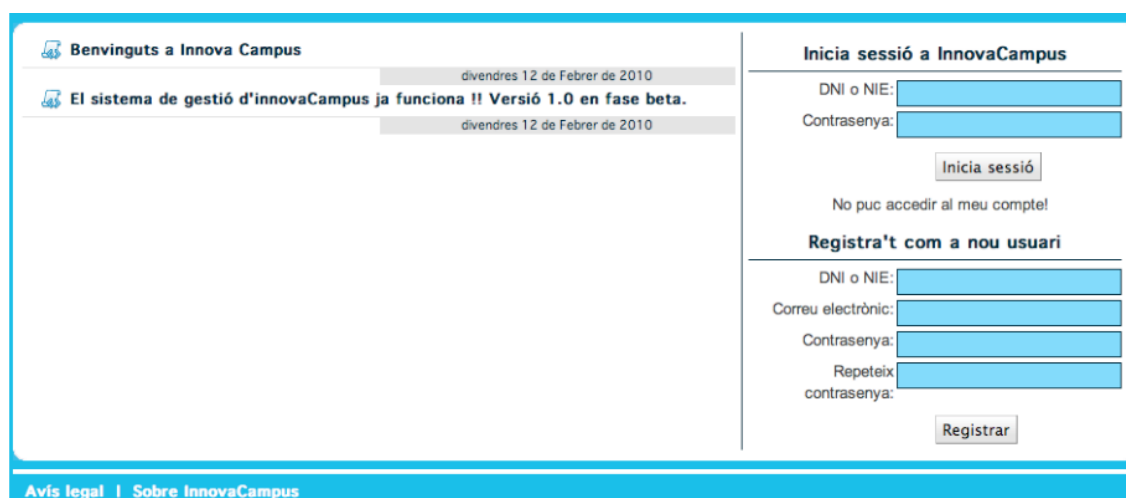 Benvinguts a Innova Campus
divendres 12 de Febrer de 2010
El sistema de gestió d'innovaCampus ja funciona !! Versió 1.0 en fase beta.
divendres 12 de Febrer de 2010
Inicia sessió a InnovaCampus
DNI o NIE:
Contrasenya:
Inicia sessió
No puc accedir al meu compte!
Registra't com a nou usuari
DNI o NIE:
Correu electrònic:
Contrasenya:
Repeteix
contrasenya:
Registrar
Avís legal | Sobre InnovaCampus